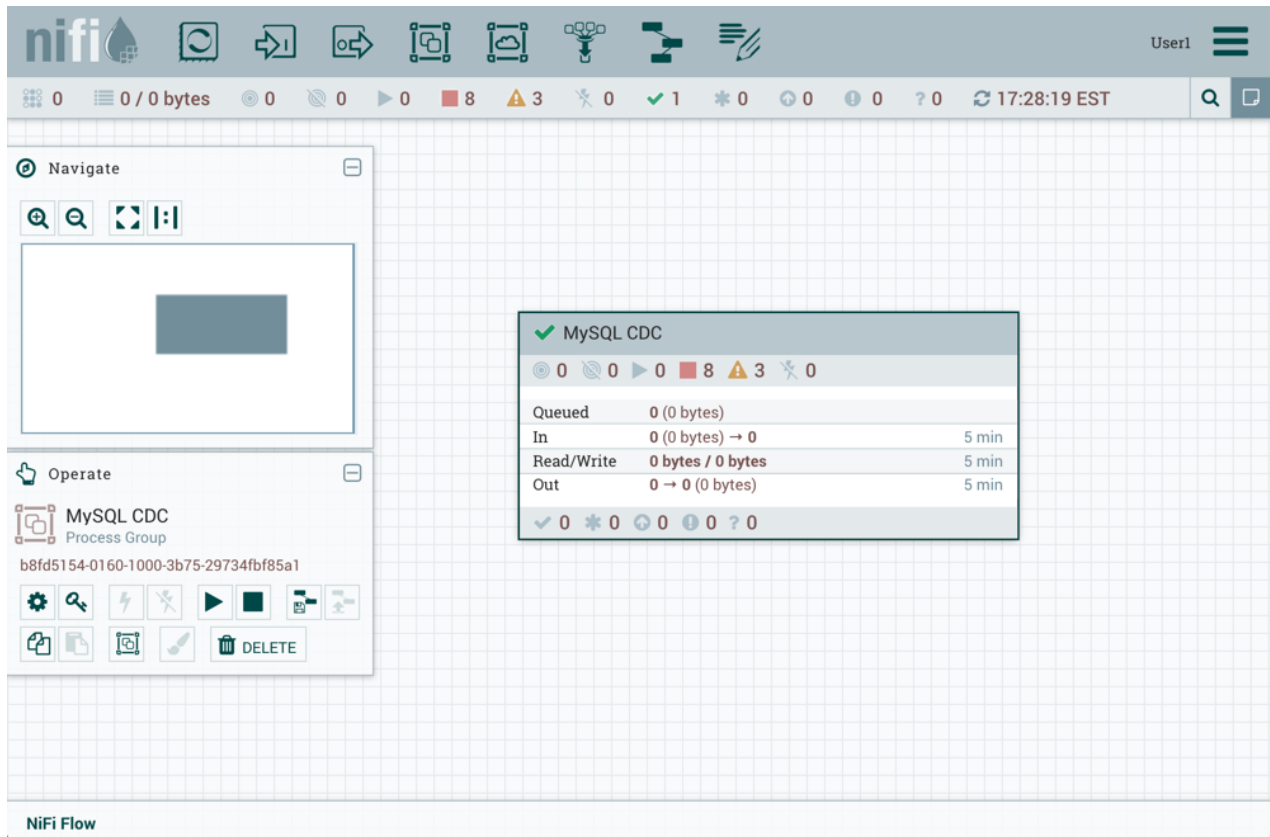 nifi
User1
0 0 / 0 bytes 0 0 0 8 3 0 1 0 0 0 ? 0 17:28:19 EST
Navigate
Operate
MySQL CDC
Process Group
b8fd5154-0160-1000-3b75-29734fbf85a1
DELETE
MySQL CDC
0 0 0 8 3 0
Queued 0 (0 bytes)
In 0 (0 bytes) → 0 5 min
Read/Write 0 bytes / 0 bytes 5 min
Out 0 → 0 (0 bytes) 5 min
0 0 0 0 ? 0
NiFi Flow